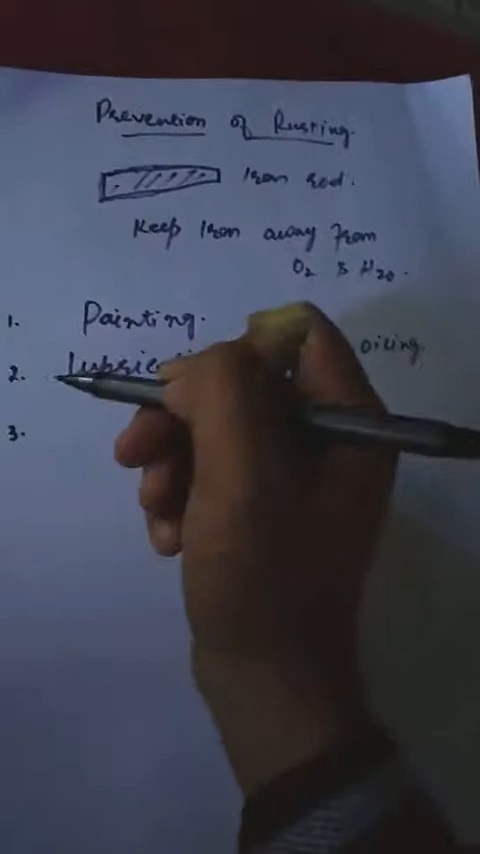 Prevention of Rusting.
Iron rod.
Keep Iron away from
O2 & H2O.
1. Painting.
oiling.
2.
3.